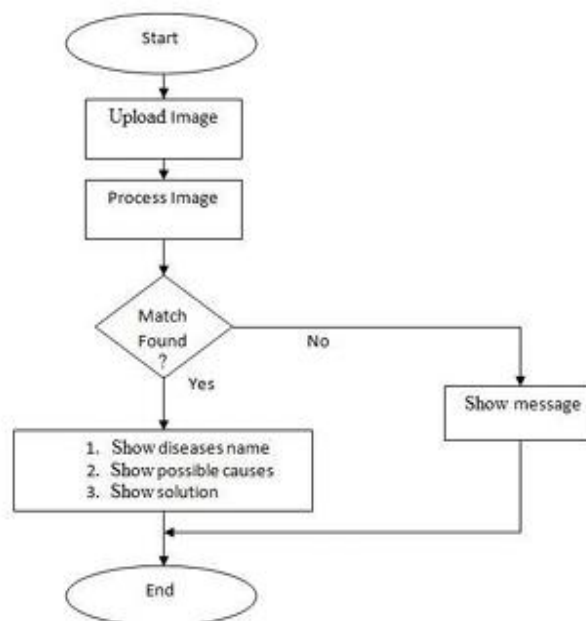 Start
Upload Image
Process Image
Match
Found
?
No
Yes
Show message
1. Show diseases name
2. Show possible causes
3. Show solution
End